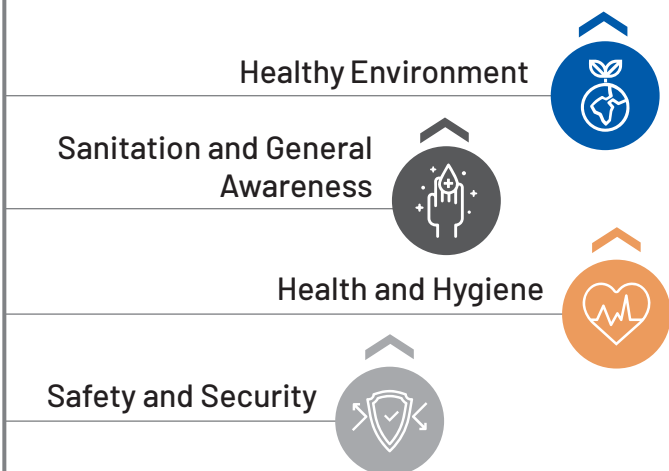 Healthy Environment
Sanitation and General
Awareness
Health and Hygiene
Safety and Security